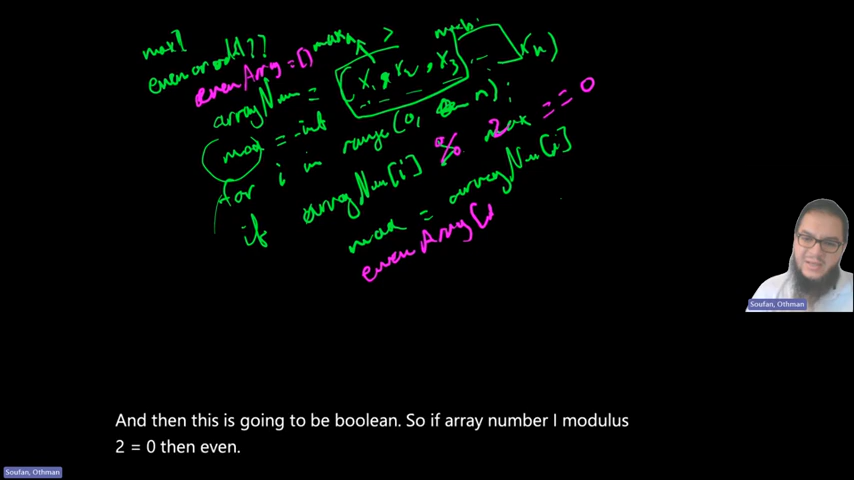 max?
even or odd??
evenArray = []
max >
arrayNum = x1, x2, x3 ... x(n)
max = -int
for i in range(0, n):
if arrayNum[i] % 2 max == 0
max = arrayNum[i]
evenArray[
Soufan, Othman
And then this is going to be boolean. So if array number I modulus
2 = 0 then even.
Soufan, Othman